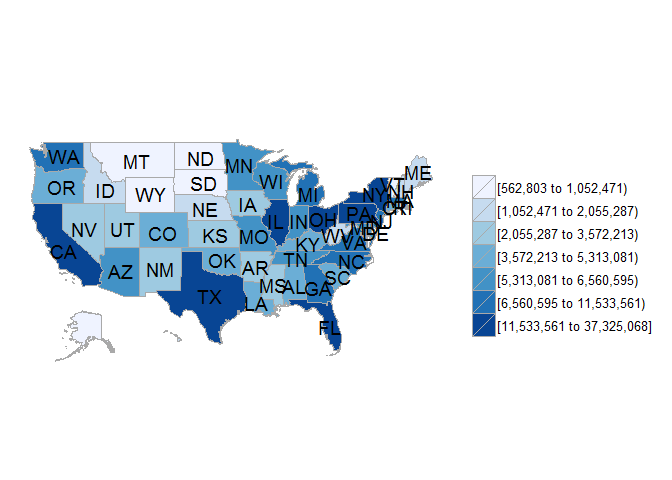 WA
MT
ND
MN
ME
OR
ID
SD
WI
MI
WY
NE
IA
NV
UT
CO
KS
MO
IL
IN
OH
PA
NY
VT
NH
MA
RI
NJ
DE
MD
WV
VA
KY
CA
AZ
NM
OK
AR
TN
NC
SC
TX
LA
MS
AL
GA
FL
[562,803 to 1,052,471)
[1,052,471 to 2,055,287)
[2,055,287 to 3,572,213)
[3,572,213 to 5,313,081)
[5,313,081 to 6,560,595)
[6,560,595 to 11,533,561)
[11,533,561 to 37,325,068]